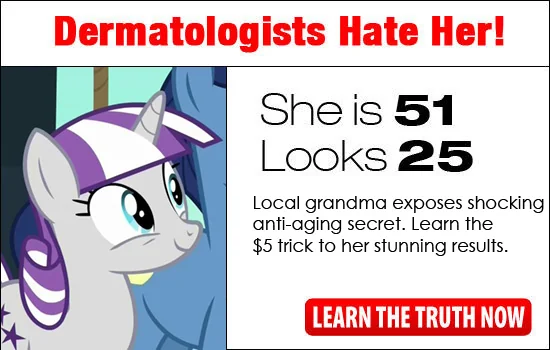 Dermatologists Hate Her!
She is 51
Looks 25
Local grandma exposes shocking
anti-aging secret. Learn the
$5 trick to her stunning results.
LEARN THE TRUTH NOW